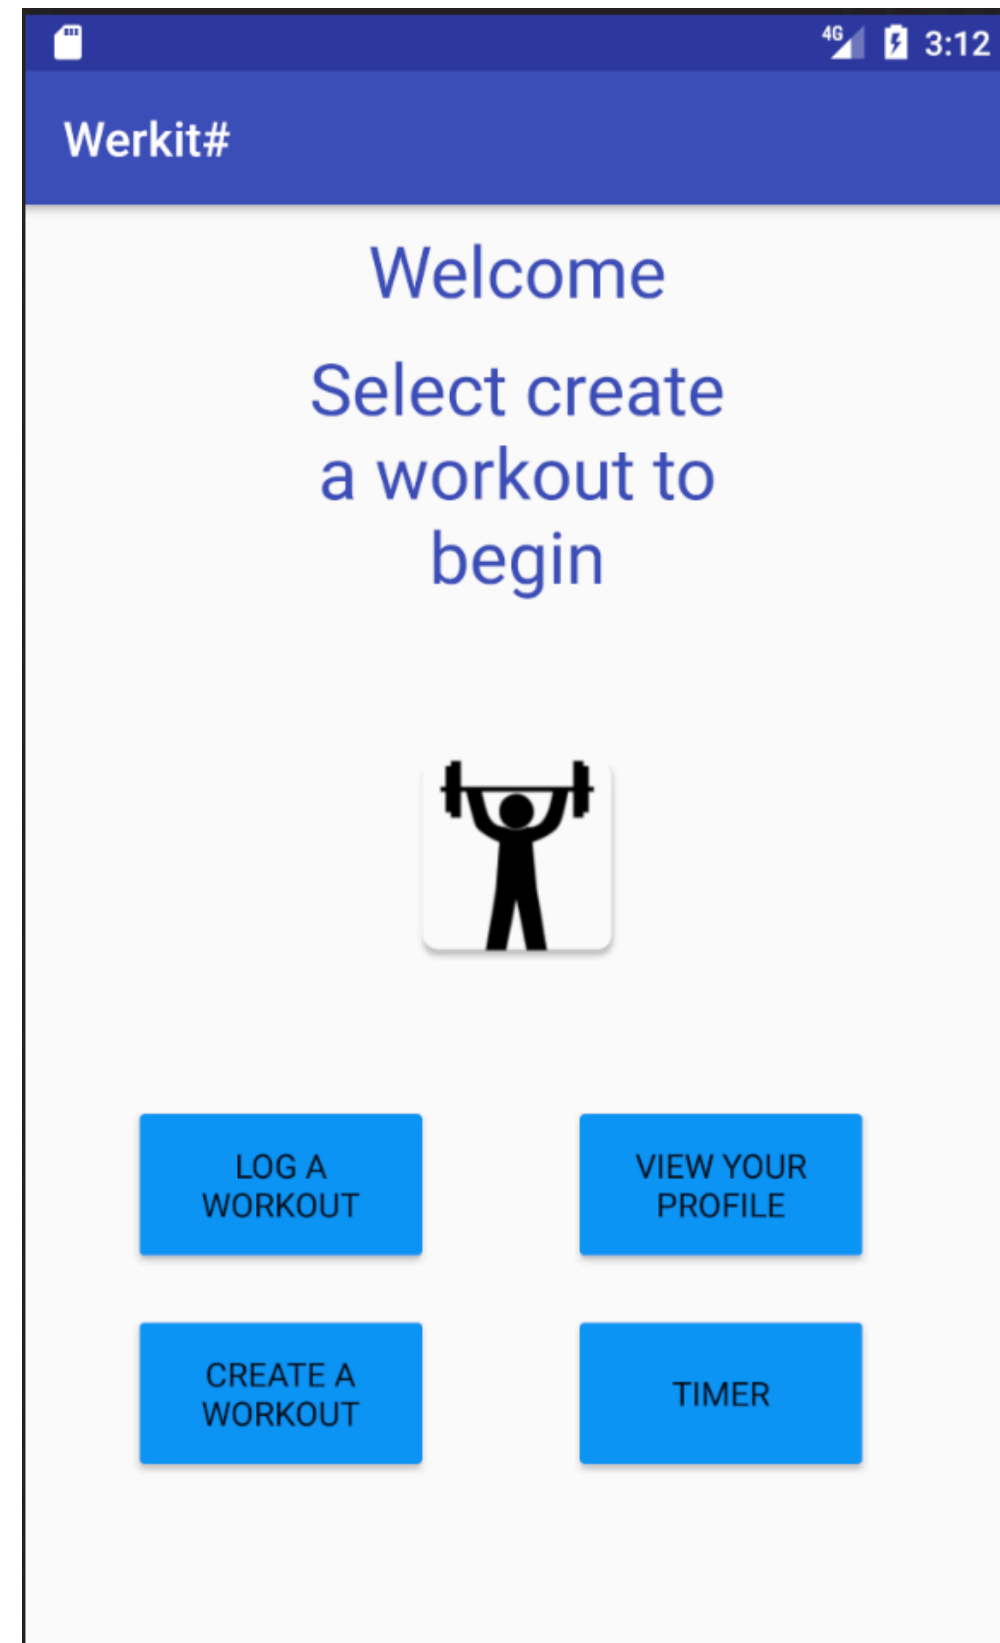 4G 3:12
Werkit#
Welcome
Select create
a workout to
begin
LOG A
WORKOUT
VIEW YOUR
PROFILE
CREATE A
WORKOUT
TIMER